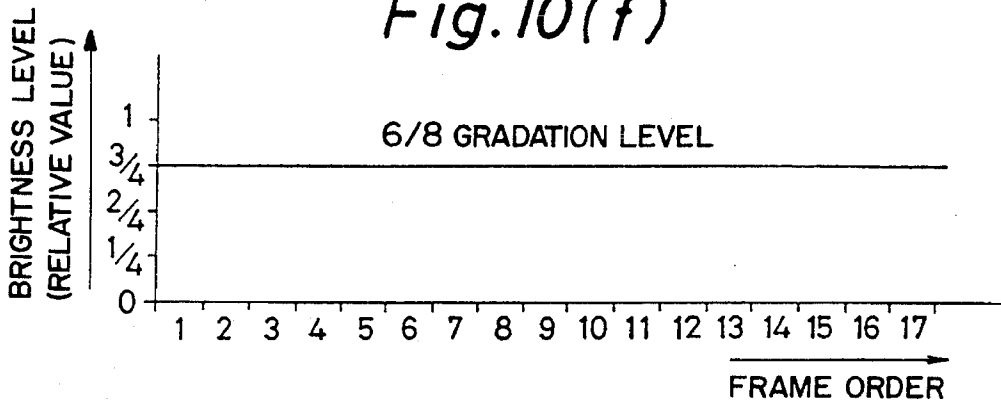 Fig. 10(f)
BRIGHTNESS LEVEL
(RELATIVE VALUE)
1
3/4
2/4
1/4
0
6/8 GRADATION LEVEL
1 2 3 4 5 6 7 8 9 10 11 12 13 14 15 16 17
FRAME ORDER